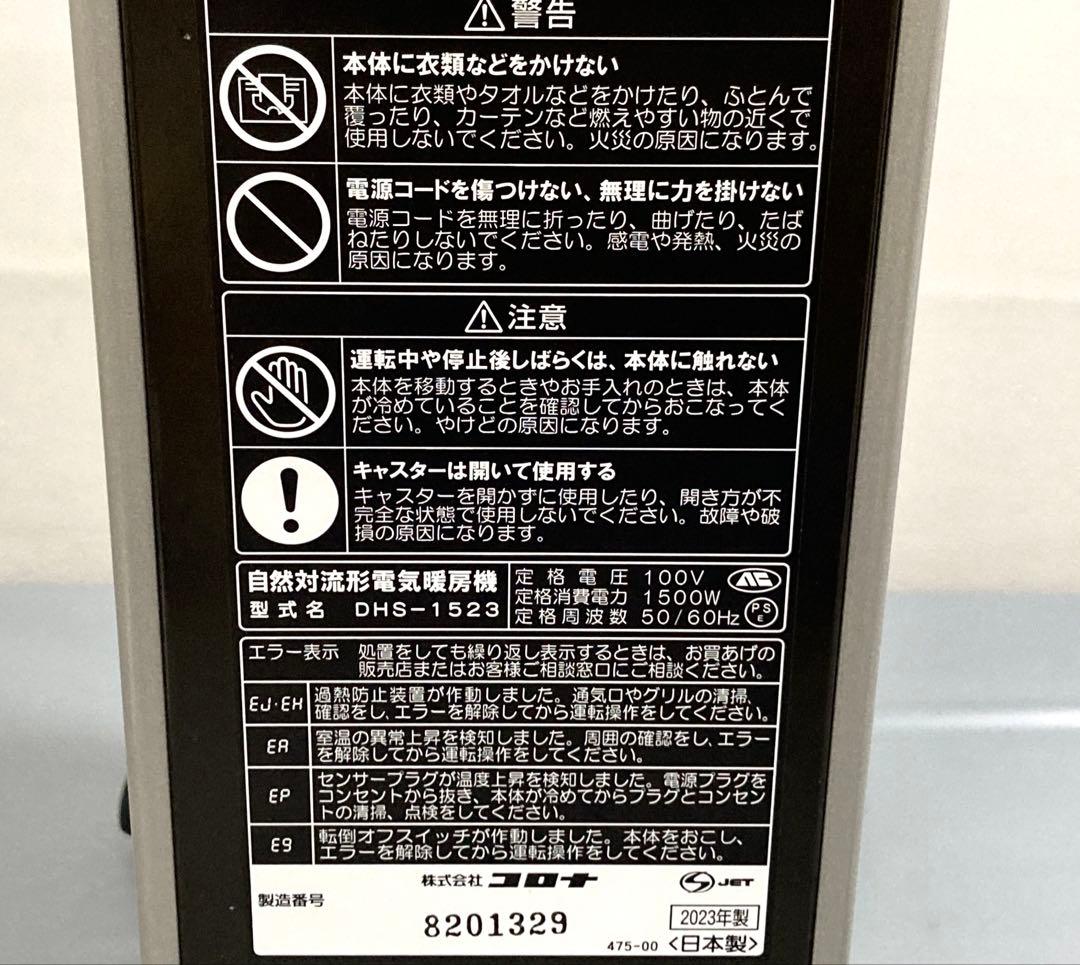 ⚠警告
本体に衣類などをかけない
本体に衣類やタオルなどをかけたり、ふとんで
覆ったり、カーテンなど燃えやすい物の近くで
使用しないでください。火災の原因になります。
電源コードを傷つけない、無理に力を掛けない
電源コードを無理に折ったり、曲げたり、たば
ねたりしないでください。感電や発熱、火災の
原因になります。
⚠注意
運転中や停止後しばらくは、本体に触れない
本体を移動するときやお手入れのときは、本体
が冷めていることを確認してからおこなってく
ださい。やけどの原因になります。
キャスターは開いて使用する
キャスターを開かずに使用したり、開き方が不
完全な状態で使用しないでください。故障や破
損の原因になります。
自然対流形電気暖房機
型式名 DHS-1523
定格電圧 100V
定格消費電力 1500W
定格周波数 50/60Hz
PSE
エラー表示 処置をしても繰り返し表示するときは、お買あげの
販売店またはお客様ご相談窓口にご相談ください。
EJ・EH 過熱防止装置が作動しました。通気口やグリルの清掃、
確認をし、エラーを解除してから運転操作をしてください。
EA 室温の異常上昇を検知しました。周囲の確認をし、エラー
を解除してから運転操作をしてください。
EP センサープラグが温度上昇を検知しました。電源プラグを
コンセントから抜き、本体が冷めてからプラグとコンセン
トの清掃、点検をしてください。
E9 転倒オフスイッチが作動しました。本体をおこし、
エラーを解除してから運転操作をしてください。
株式会社 コロナ
S JET
製造番号
8201329
2023年製
475-00 <日本製>